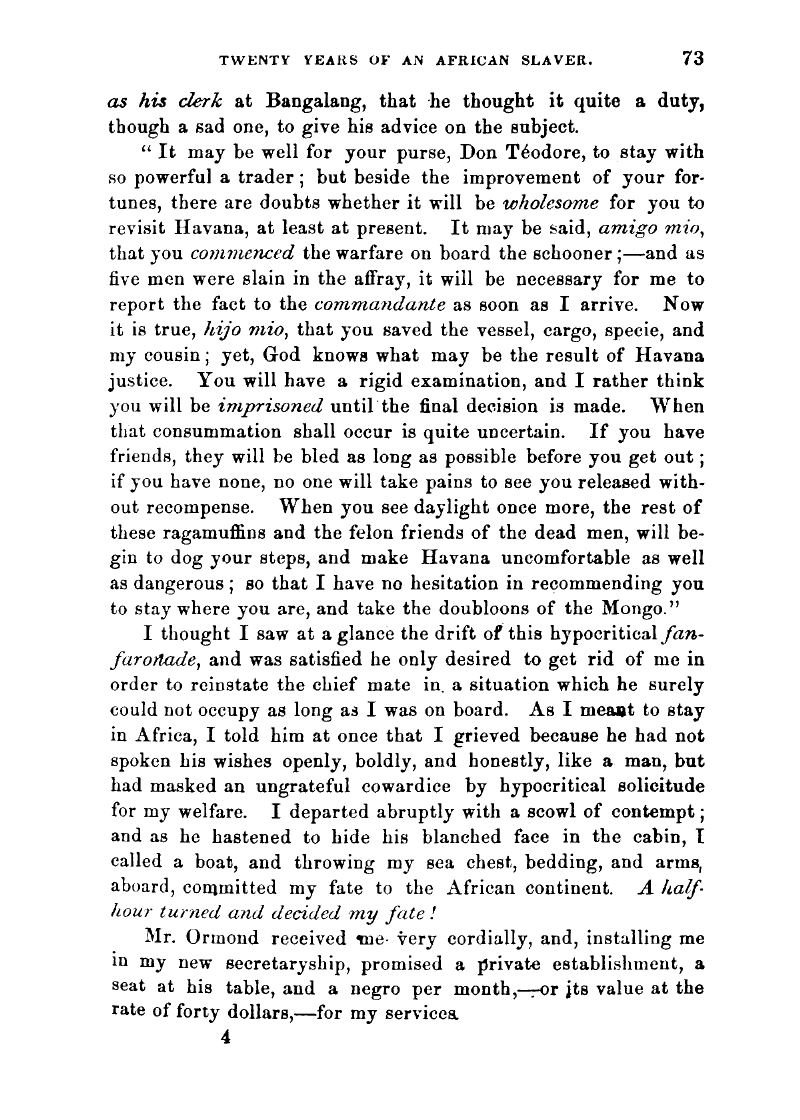 TWENTY YEARS OF AN AFRICAN SLAVER. 73
as his clerk at Bangalang, that he thought it quite a duty,
though a sad one, to give his advice on the subject.
" It may be well for your purse, Don Téodore, to stay with
so powerful a trader ; but beside the improvement of your for-
tunes, there are doubts whether it will be wholesome for you to
revisit Havana, at least at present. It may be said, amigo mio,
that you commenced the warfare on board the schooner ;—and as
five men were slain in the affray, it will be necessary for me to
report the fact to the commandante as soon as I arrive. Now
it is true, hijo mio, that you saved the vessel, cargo, specie, and
my cousin ; yet, God knows what may be the result of Havana
justice. You will have a rigid examination, and I rather think
you will be imprisoned until the final decision is made. When
that consummation shall occur is quite uncertain. If you have
friends, they will be bled as long as possible before you get out ;
if you have none, no one will take pains to see you released with-
out recompense. When you see daylight once more, the rest of
these ragamuffins and the felon friends of the dead men, will be-
gin to dog your steps, and make Havana uncomfortable as well
as dangerous ; so that I have no hesitation in recommending you
to stay where you are, and take the doubloons of the Mongo."
I thought I saw at a glance the drift of this hypocritical fan-
faronade, and was satisfied he only desired to get rid of me in
order to reinstate the chief mate in a situation which he surely
could not occupy as long as I was on board. As I meant to stay
in Africa, I told him at once that I grieved because he had not
spoken his wishes openly, boldly, and honestly, like a man, but
had masked an ungrateful cowardice by hypocritical solicitude
for my welfare. I departed abruptly with a scowl of contempt ;
and as he hastened to hide his blanched face in the cabin, I
called a boat, and throwing my sea chest, bedding, and arms,
aboard, committed my fate to the African continent. A half-
hour turned and decided my fate !
Mr. Ormond received me very cordially, and, installing me
in my new secretaryship, promised a private establishment, a
seat at his table, and a negro per month,—or its value at the
rate of forty dollars,—for my services.
4